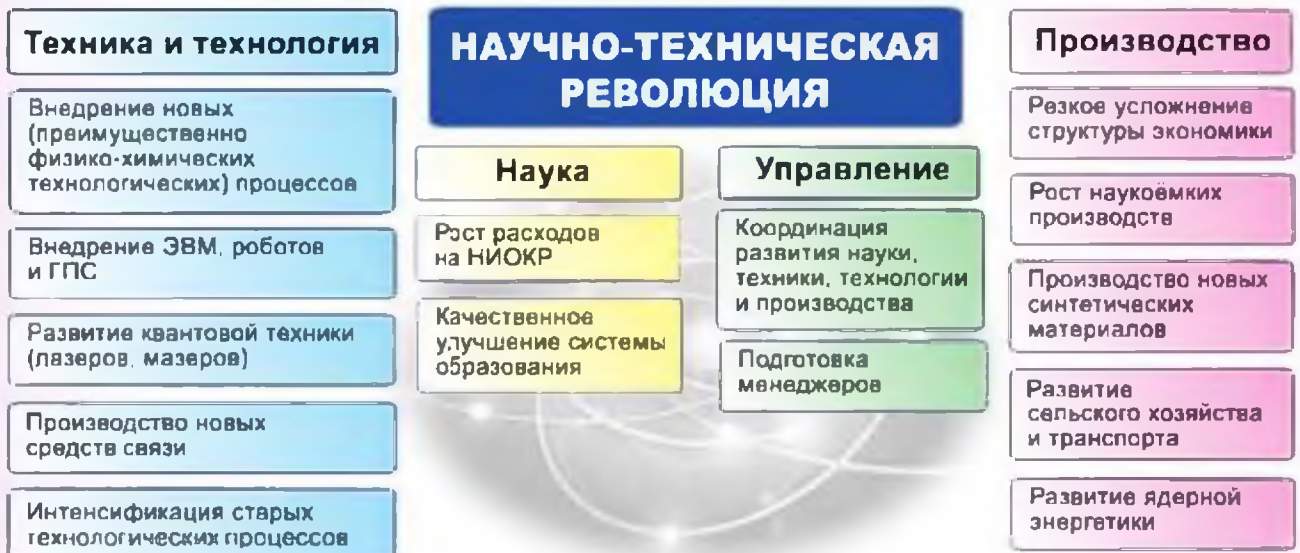 Техника и технология
Внедрение новых
(преимущественно
физико-химических
технологических) процессов
Внедрение ЭВМ, роботов
и ГПС
Развитие квантовой техники
(лазеров, мазеров)
Производство новых
средств связи
Интенсификация старых
технологических процессов
НАУЧНО-ТЕХНИЧЕСКАЯ
РЕВОЛЮЦИЯ
Наука
Рост расходов
на НИОКР
Качественное
улучшение системы
образования
Управление
Координация
развития науки,
техники, технологии
и производства
Подготовка
менеджеров
Производство
Резкое усложнение
структуры экономики
Рост наукоёмких
производств
Производство новых
синтетических
материалов
Развитие
сельского хозяйства
и транспорта
Развитие ядерной
энергетики